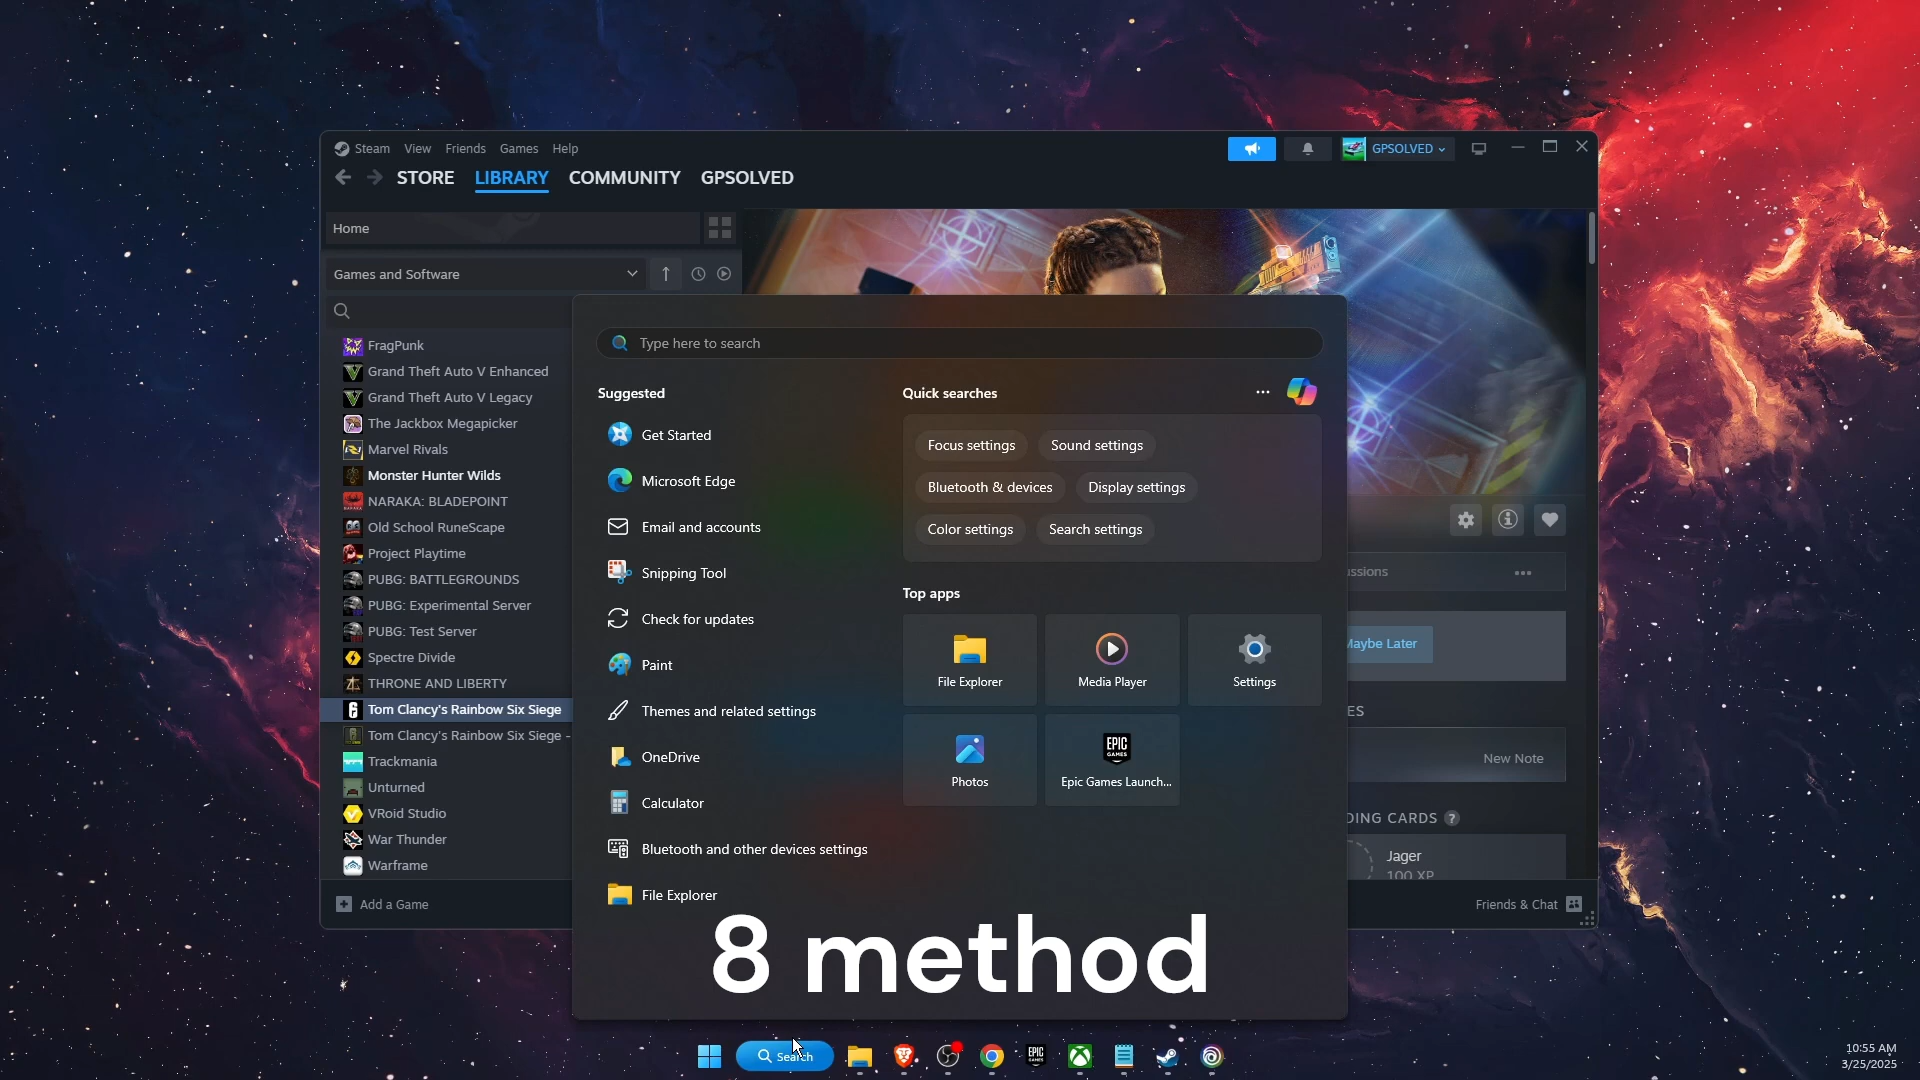 Steam View Friends Games Help
GPSOLVED
STORE LIBRARY COMMUNITY GPSOLVED
Home
Games and Software
FragPunk
Grand Theft Auto V Enhanced
Grand Theft Auto V Legacy
The Jackbox Megapicker
Marvel Rivals
Monster Hunter Wilds
NARAKA: BLADEPOINT
Old School RuneScape
Project Playtime
PUBG: BATTLEGROUNDS
PUBG: Experimental Server
PUBG: Test Server
Spectre Divide
THRONE AND LIBERTY
Tom Clancy's Rainbow Six Siege
Tom Clancy's Rainbow Six Siege -
Trackmania
Unturned
VRoid Studio
War Thunder
Warframe
Add a Game
Type here to search
Suggested
Get Started
Microsoft Edge
Email and accounts
Snipping Tool
Check for updates
Paint
Themes and related settings
OneDrive
Calculator
Bluetooth and other devices settings
File Explorer
Quick searches
Focus settings Sound settings
Bluetooth & devices Display settings
Color settings Search settings
Top apps
File Explorer Media Player Settings
EPIC GAMES
Photos Epic Games Launch...
ussions
Maybe Later
ES
New Note
DING CARDS ?
Jager
100 XP
Friends & Chat
8 method
Search
EPIC
10:55 AM
3/25/2025